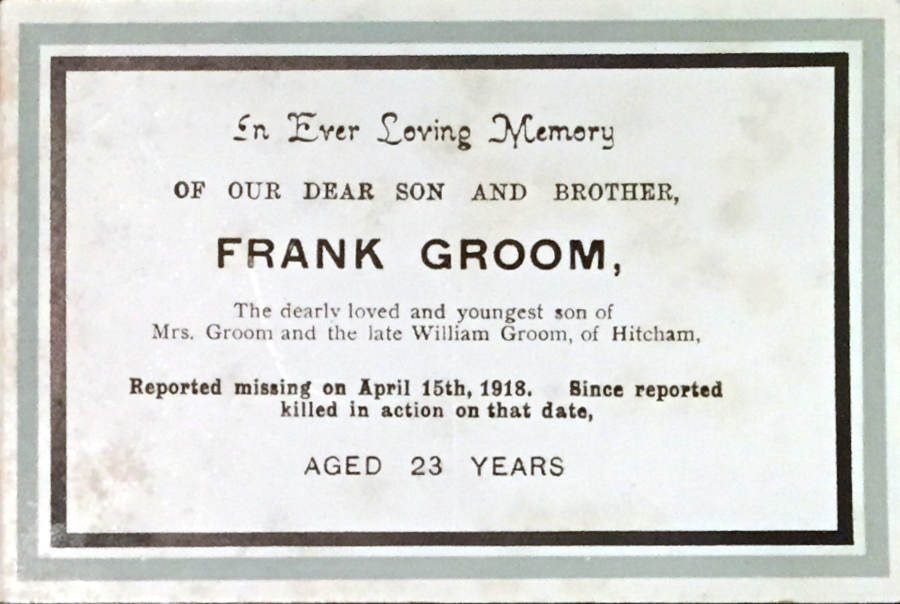 In Ever Loving Memory
OF OUR DEAR SON AND BROTHER,
FRANK GROOM,
The dearly loved and youngest son of
Mrs. Groom and the late William Groom, of Hitcham,
Reported missing on April 15th, 1918. Since reported
killed in action on that date,
AGED 23 YEARS